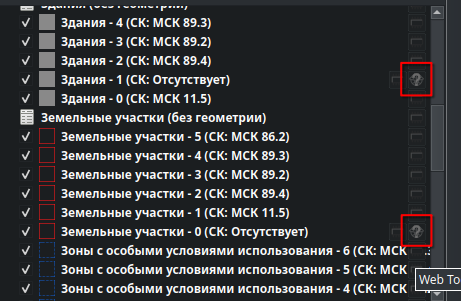 Здания (без геометрии)
Здания - 4 (СК: МСК 89.3)
Здания - 3 (СК: МСК 89.2)
Здания - 2 (СК: МСК 89.4)
Здания - 1 (СК: Отсутствует)
Здания - 0 (СК: МСК 11.5)
Земельные участки (без геометрии)
Земельные участки - 5 (СК: МСК 86.2)
Земельные участки - 4 (СК: МСК 89.3)
Земельные участки - 3 (СК: МСК 89.2)
Земельные участки - 2 (СК: МСК 89.4)
Земельные участки - 1 (СК: МСК 11.5)
Земельные участки - 0 (СК: Отсутствует)
Зоны с особыми условиями использования - 6 (СК: МСК
Зоны с особыми условиями использования - 5 (СК: МСК
Web To
Зоны с особыми условиями использования - 4 (СК: МСК